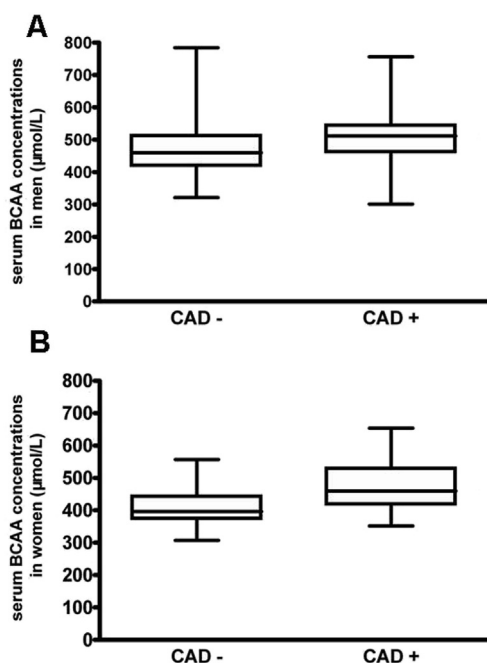 A
serum BCAA concentrations
in men (µmol/L)
800
700
600
500
400
300
200
100
0
CAD -
CAD +
B
serum BCAA concentrations
in women (µmol/L)
800
700
600
500
400
300
200
100
0
CAD -
CAD +